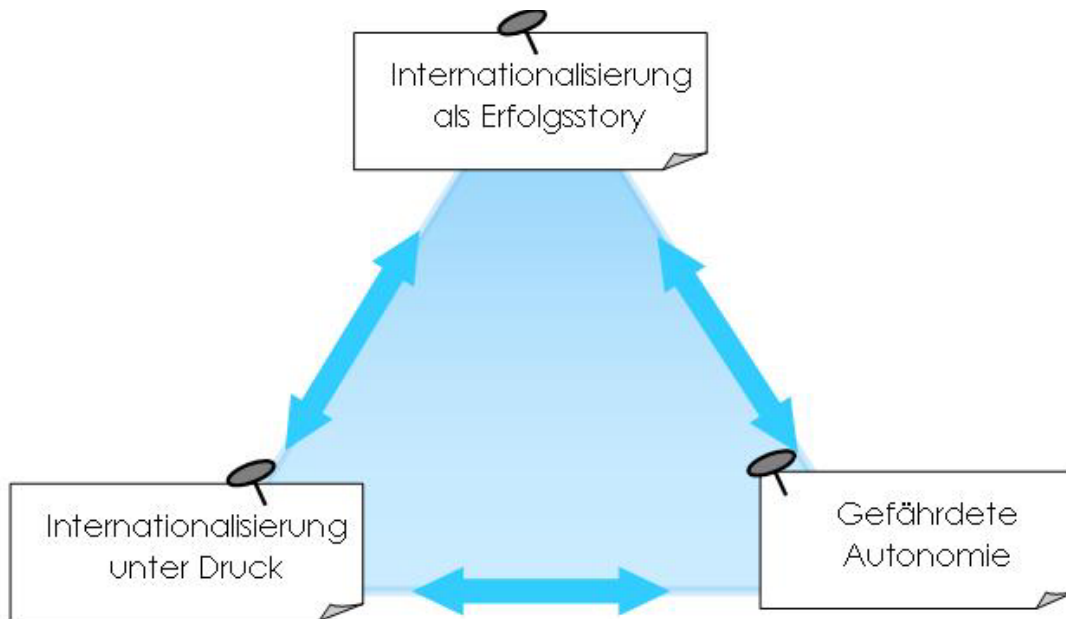 Internationalisierung
als Erfolgsstory
Internationalisierung
unter Druck
Gefährdete
Autonomie